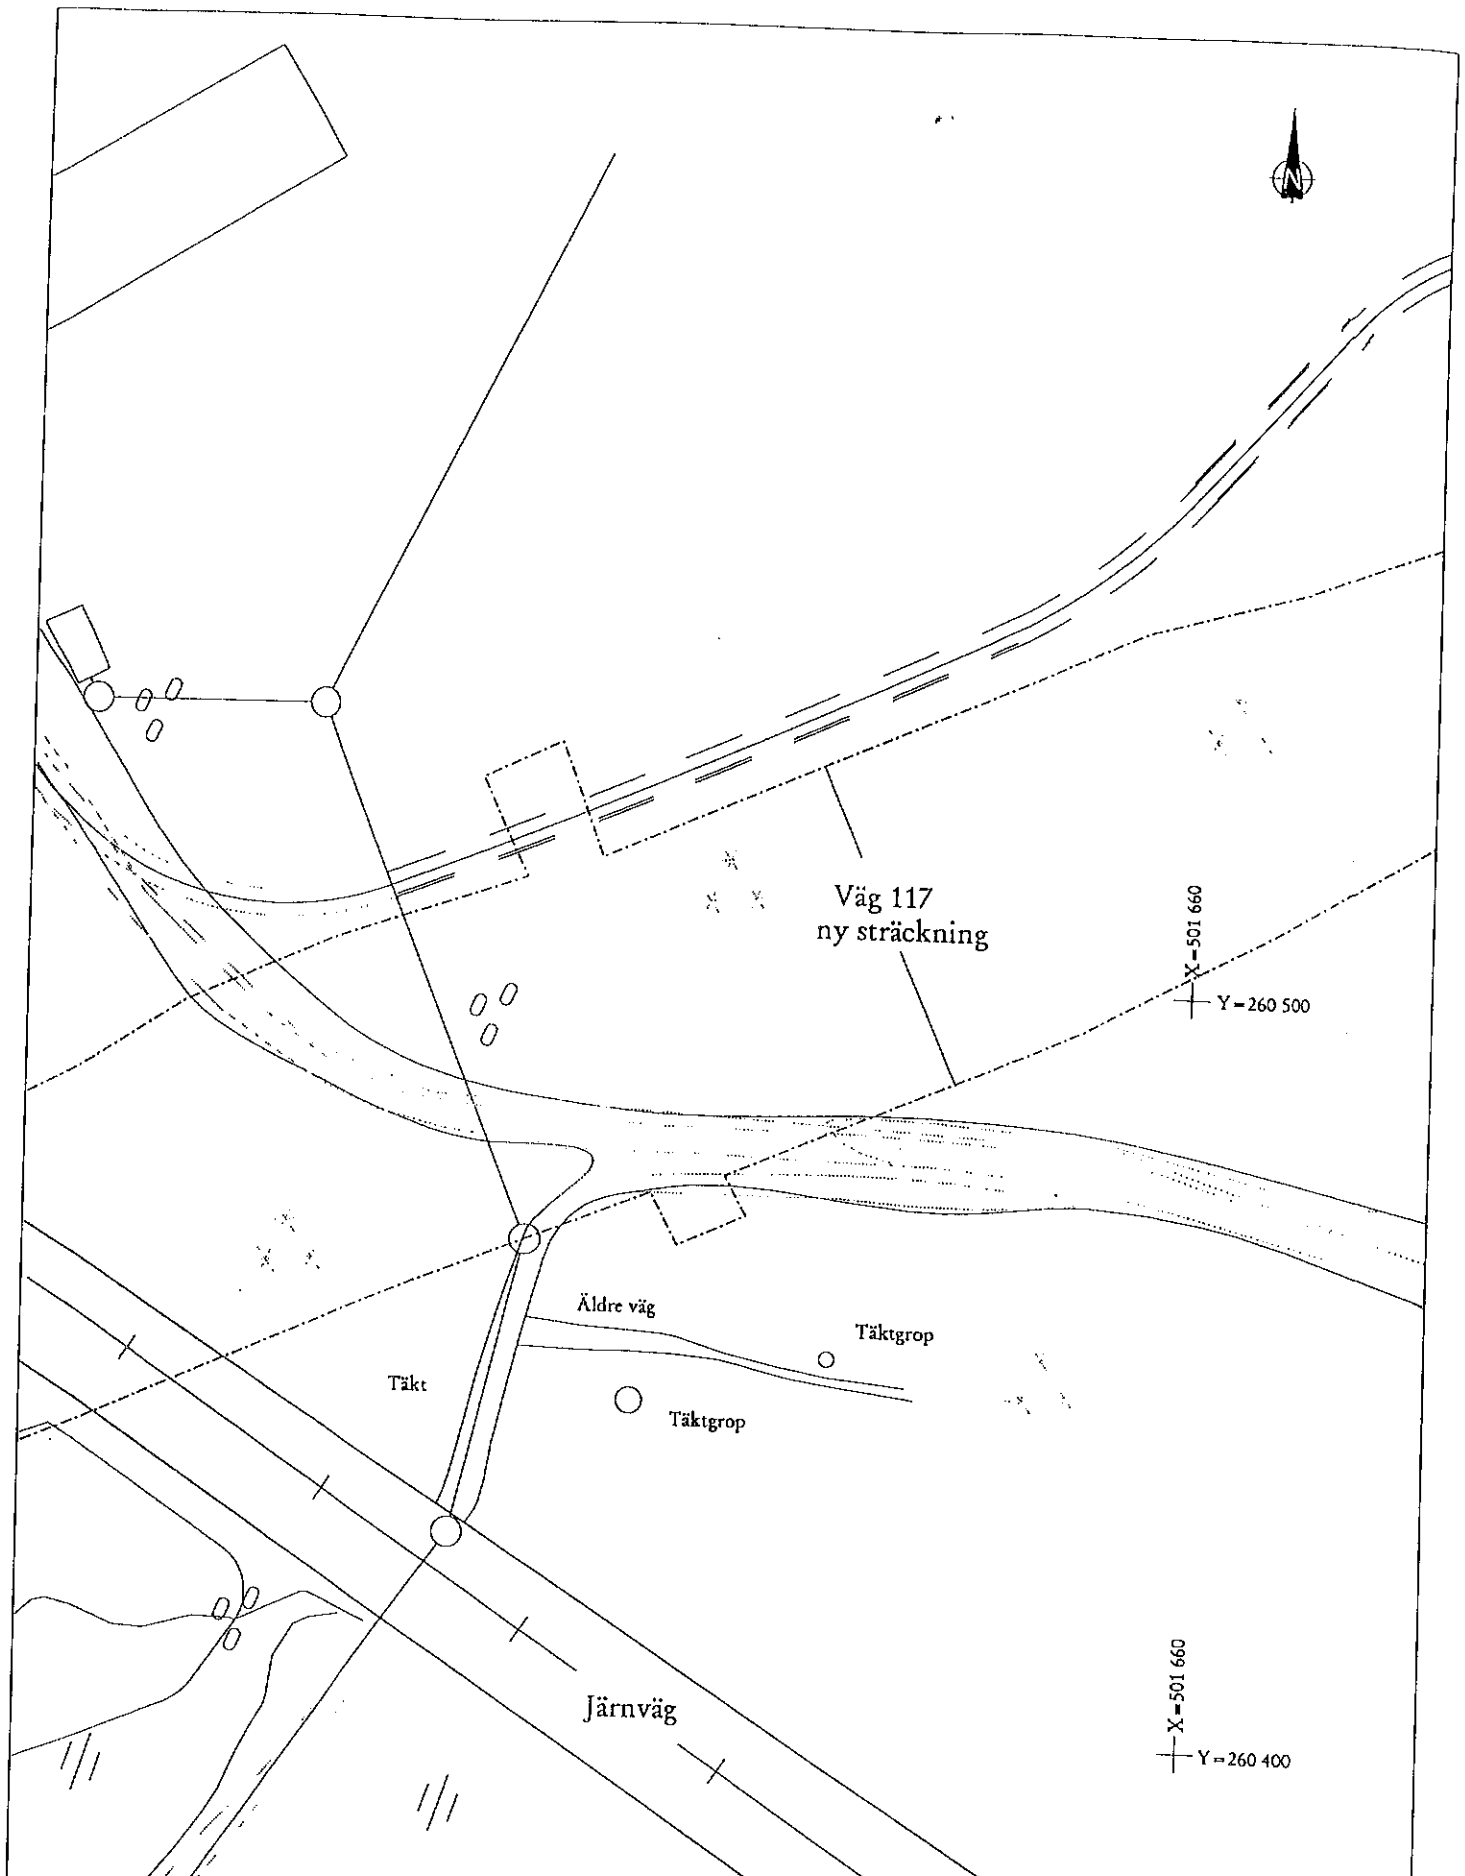 N
Väg 117
ny sträckning
X=501 660
Y=260 500
Äldre väg
Täktgrop
Täkt
Täktgrop
Järnväg
X=501 660
Y=260 400